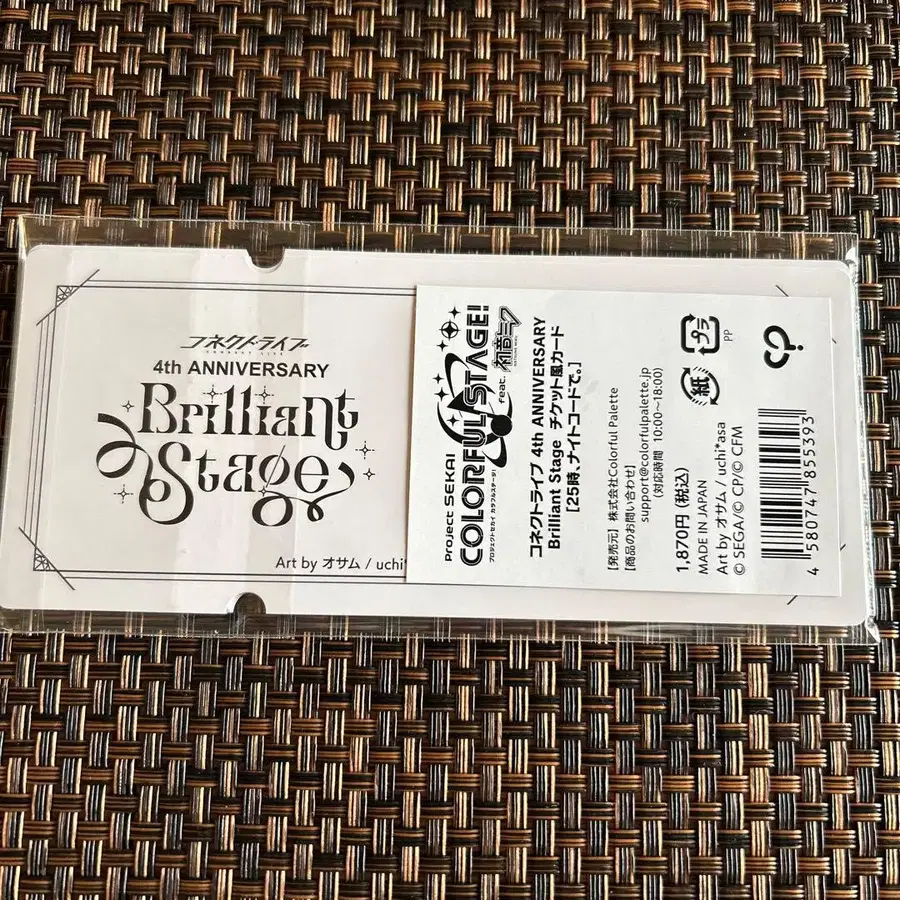 コネクトライブ
CONNECT LIVE
4th ANNIVERSARY
Brilliant
Stage
Art by オサム / uchi*
Project SEKAI
COLORFUL STAGE!
プロジェクトセカイ カラフルステージ!
feat. 初音ミク
コネクトライブ 4th ANNIVERSARY
Brilliant Stage チケット風カード
[25時、ナイトコードで。]
[発売元] 株式会社Colorful Palette
[商品のお問い合わせ]
support@colorfulpalette.jp
(対応時間 10:00~18:00)
1,870円 (税込)
MADE IN JAPAN
Art by オサム / uchi*asa
© SEGA/© CP/© CFM
紙
プラ
PP
4 580747 855393